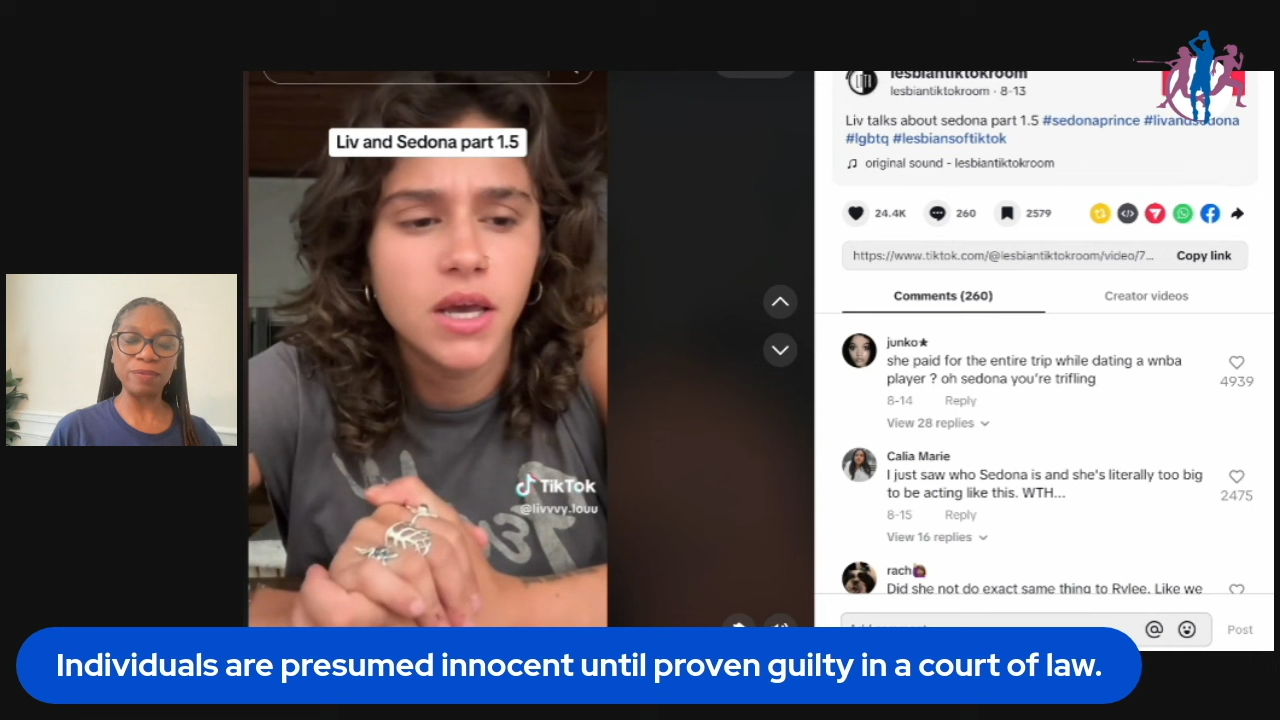 Liv and Sedona part 1.5
TikTok
@livvvy.louu
lesbiantiktokroom
lesbiantiktokroom · 8-13
Liv talks about sedona part 1.5 #sedonaprince #livandsedona
#lgbtq #lesbiansoftiktok
original sound - lesbiantiktokroom
24.4K 260 2579
https://www.tiktok.com/@lesbiantiktokroom/video/7... Copy link
Comments (260) Creator videos
junko★
she paid for the entire trip while dating a wnba
player ? oh sedona you're trifling
4939
8-14 Reply
View 28 replies
Calia Marie
I just saw who Sedona is and she's literally too big
to be acting like this. WTH...
2475
8-15 Reply
View 16 replies
rach🙋🏽‍♀️
Did she not do exact same thing to Rylee. Like we
@ Post
Individuals are presumed innocent until proven guilty in a court of law.